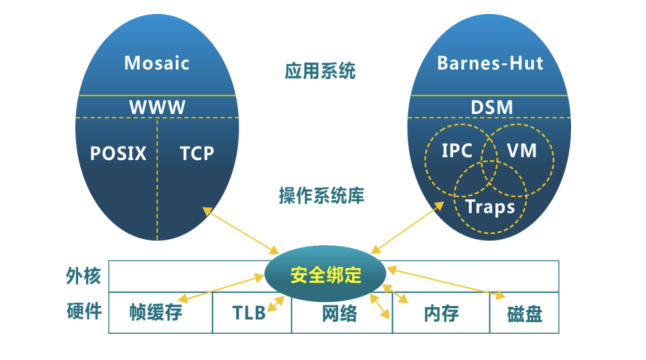 Mosaic
应用系统
Barnes-Hut
WWW
DSM
POSIX
TCP
IPC
VM
操作系统库
Traps
外核
安全绑定
硬件
帧缓存
TLB
网络
内存
磁盘